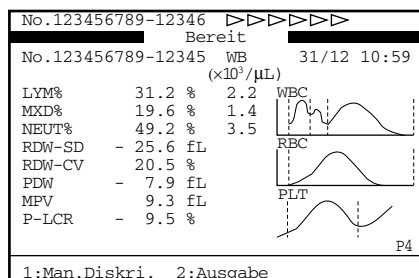 No.123456789-12346 ▷▷▷▷▷▷
Bereit
No.123456789-12345 WB 31/12 10:59
(×10³/μL)
LYM% 31.2 % 2.2 WBC
MXD% 19.6 % 1.4
NEUT% 49.2 % 3.5
RDW-SD - 25.6 fL RBC
RDW-CV 20.5 %
PDW - 7.9 fL
MPV 9.3 fL PLT
P-LCR - 9.5 %
P4
1:Man.Diskri. 2:Ausgabe